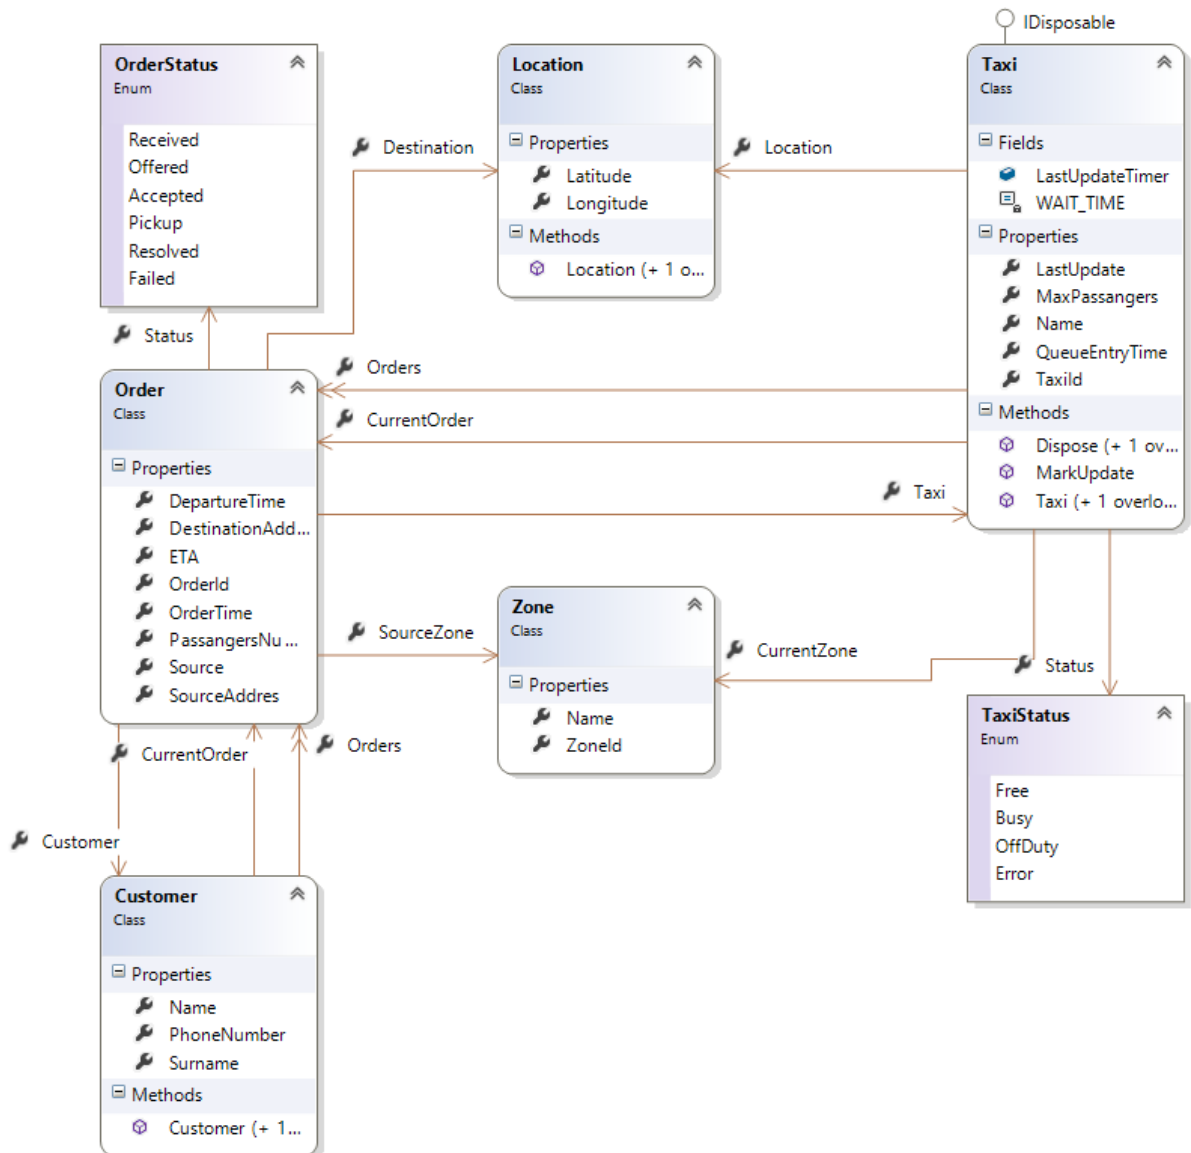 IDisposable
OrderStatus
Enum
Received
Offered
Accepted
Pickup
Resolved
Failed
Location
Class
Properties
Latitude
Longitude
Methods
Location (+ 1 o...
Taxi
Class
Fields
LastUpdateTimer
WAIT_TIME
Properties
LastUpdate
MaxPassangers
Name
QueueEntryTime
TaxiId
Methods
Dispose (+ 1 ov...
MarkUpdate
Taxi (+ 1 overlo...
Destination
Location
Status
Orders
CurrentOrder
Taxi
Order
Class
Properties
DepartureTime
DestinationAdd...
ETA
OrderId
OrderTime
PassangersNu ...
Source
SourceAddres
SourceZone
Zone
Class
Properties
Name
ZoneId
CurrentZone
Status
TaxiStatus
Enum
Free
Busy
OffDuty
Error
CurrentOrder
Orders
Customer
Customer
Class
Properties
Name
PhoneNumber
Surname
Methods
Customer (+ 1...